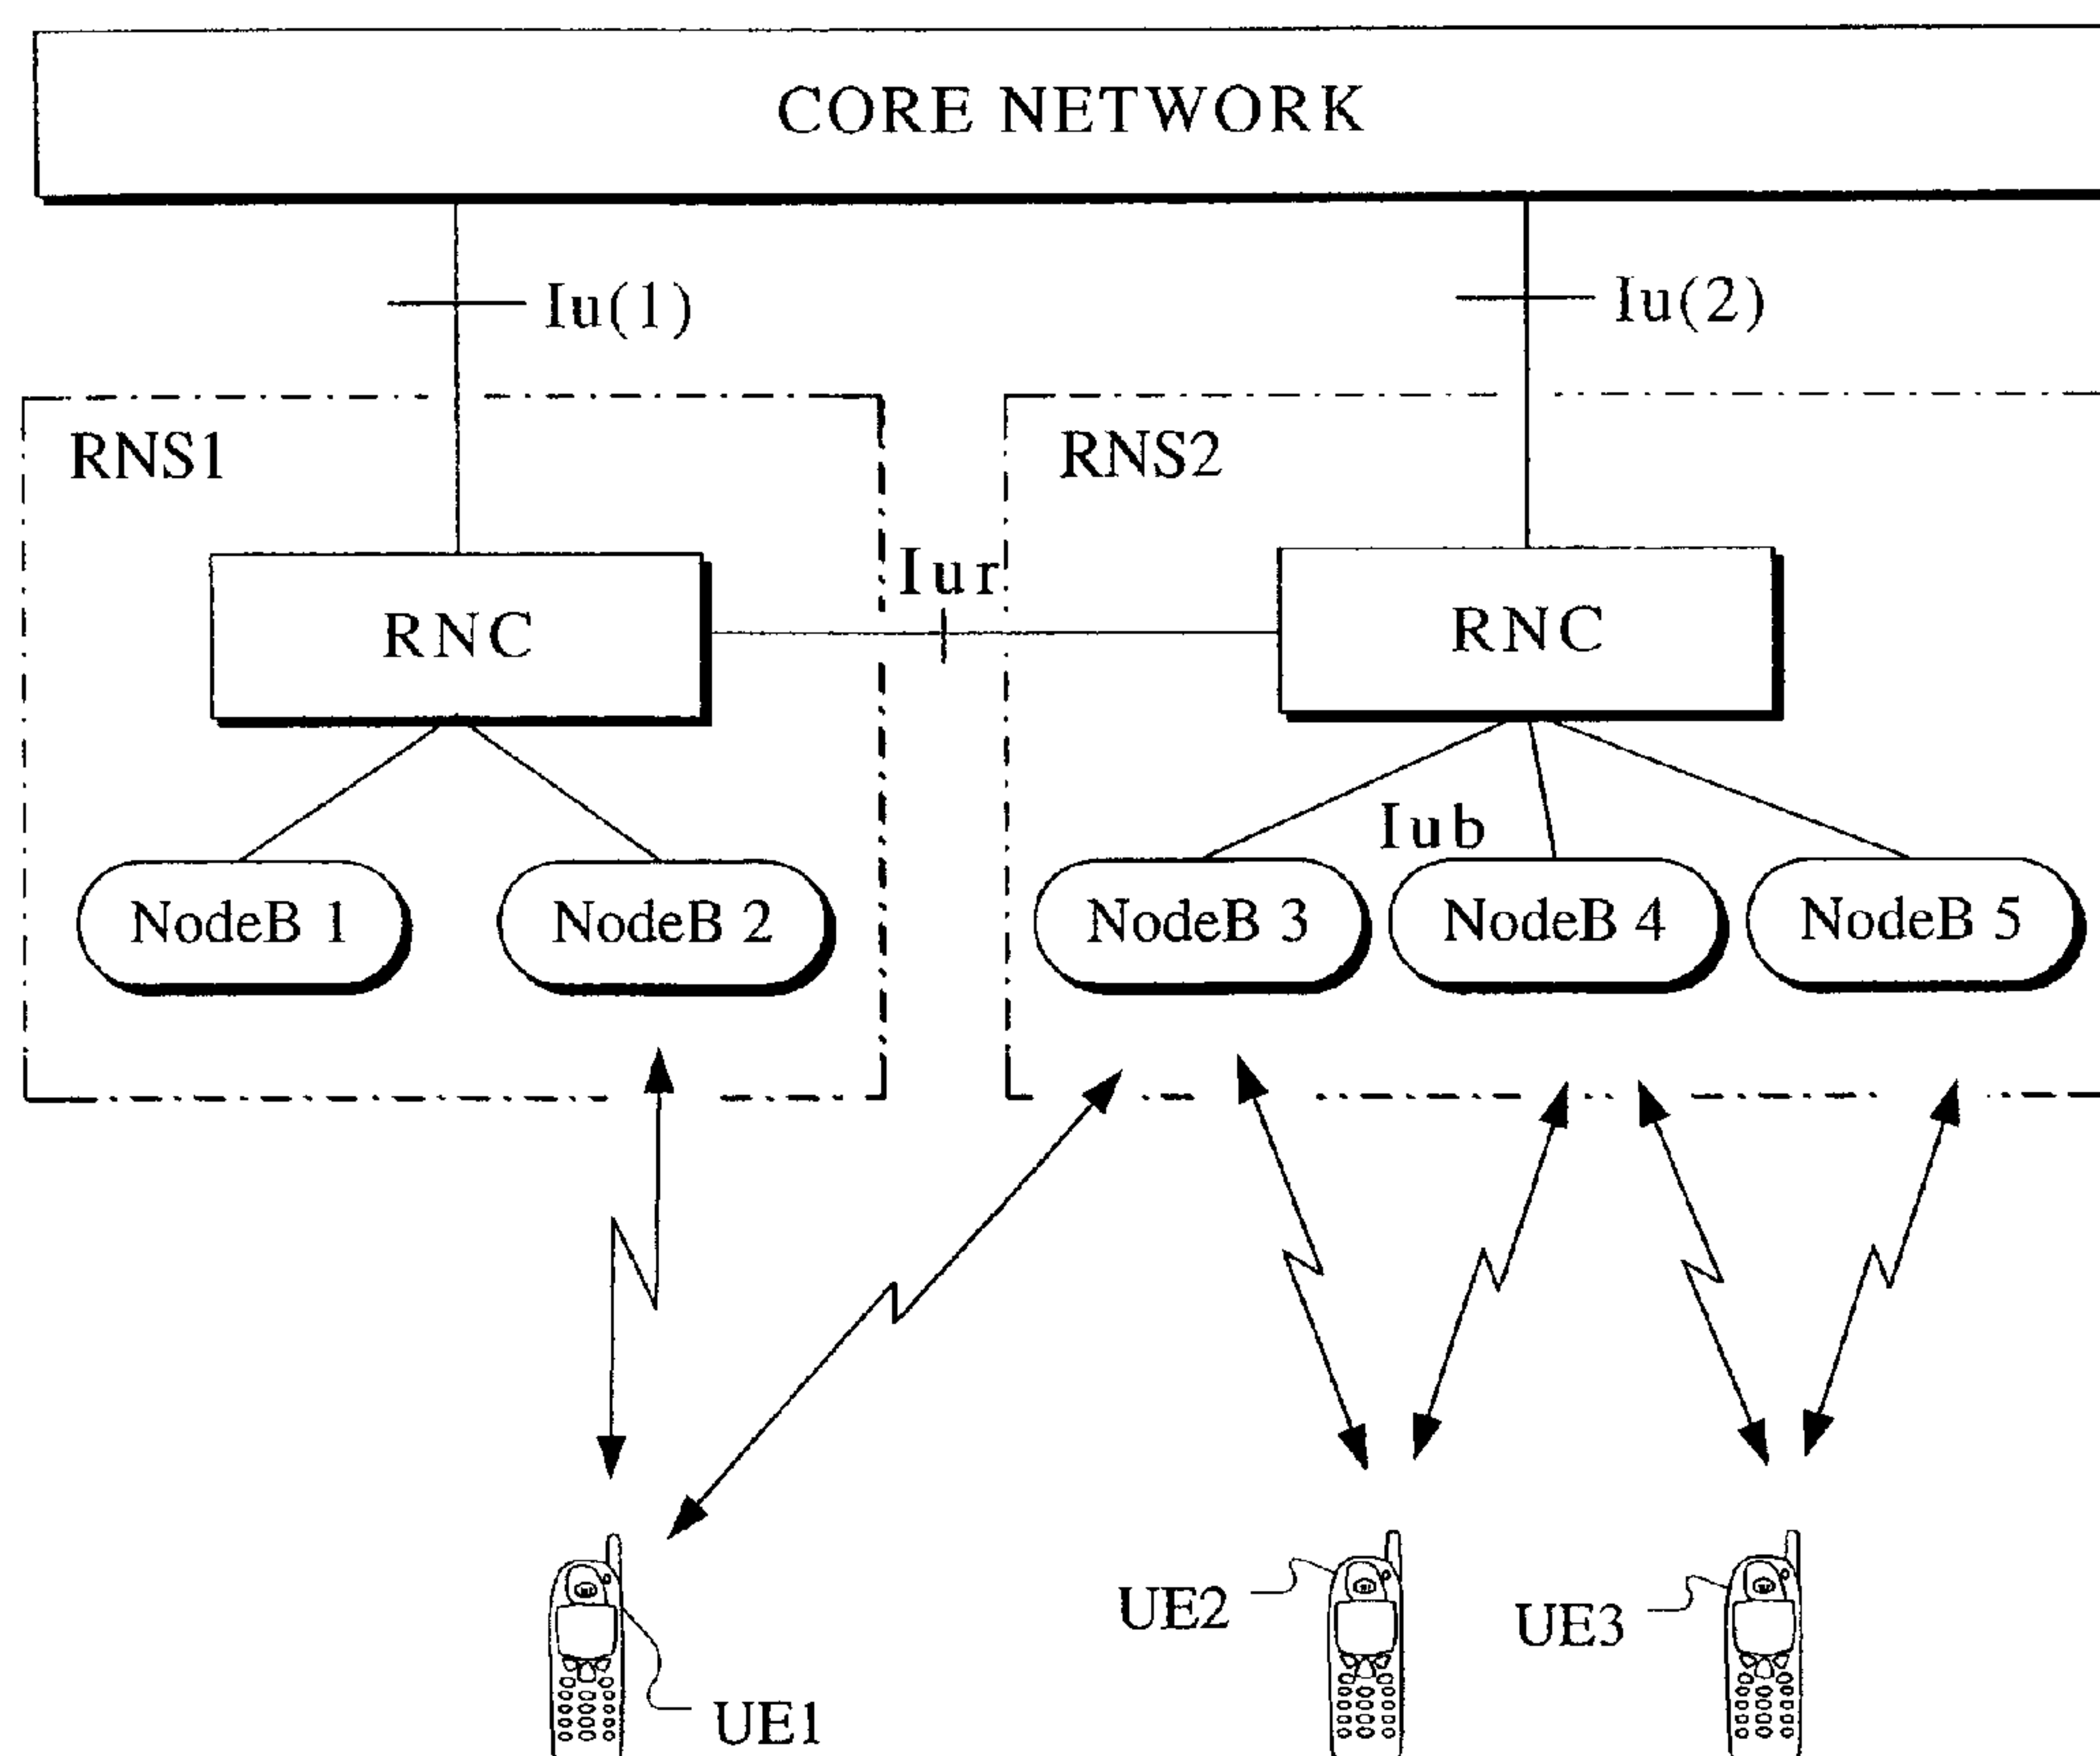 CORE NETWORK
Iu(1)
Iu(2)
RNS1
RNS2
Iur
RNC
RNC
Iub
NodeB 1
NodeB 2
NodeB 3
NodeB 4
NodeB 5
UE2
UE3
UE1